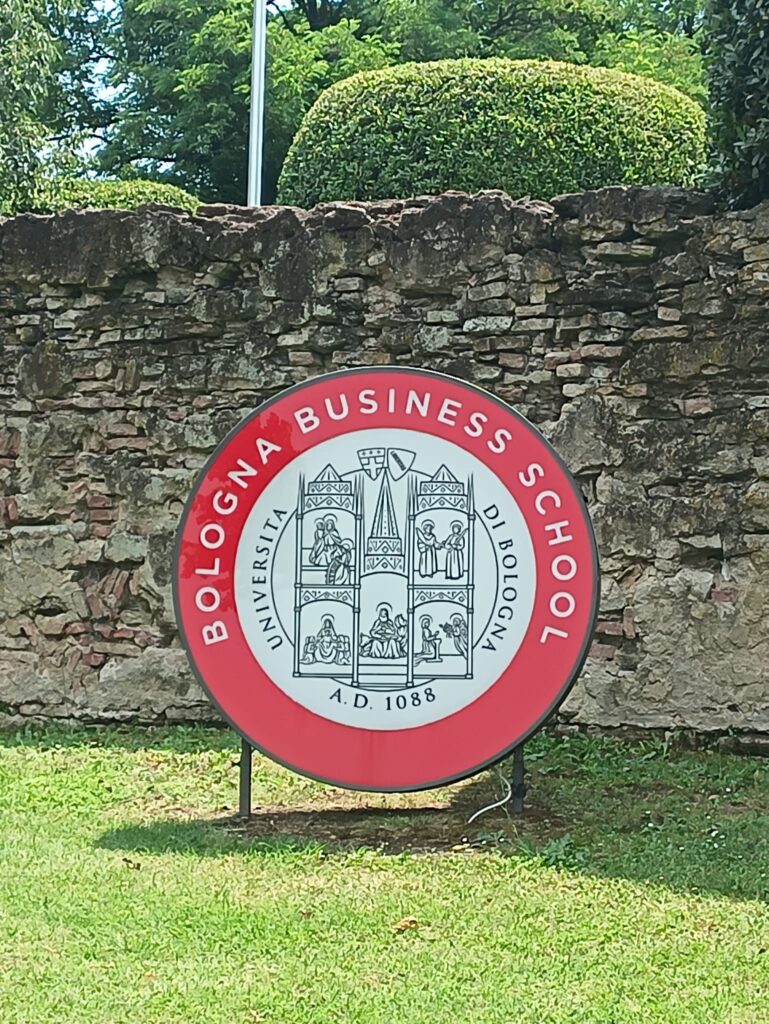 BOLOGNA BUSINESS SCHOOL
UNIVERSITA DI BOLOGNA
A.D. 1088